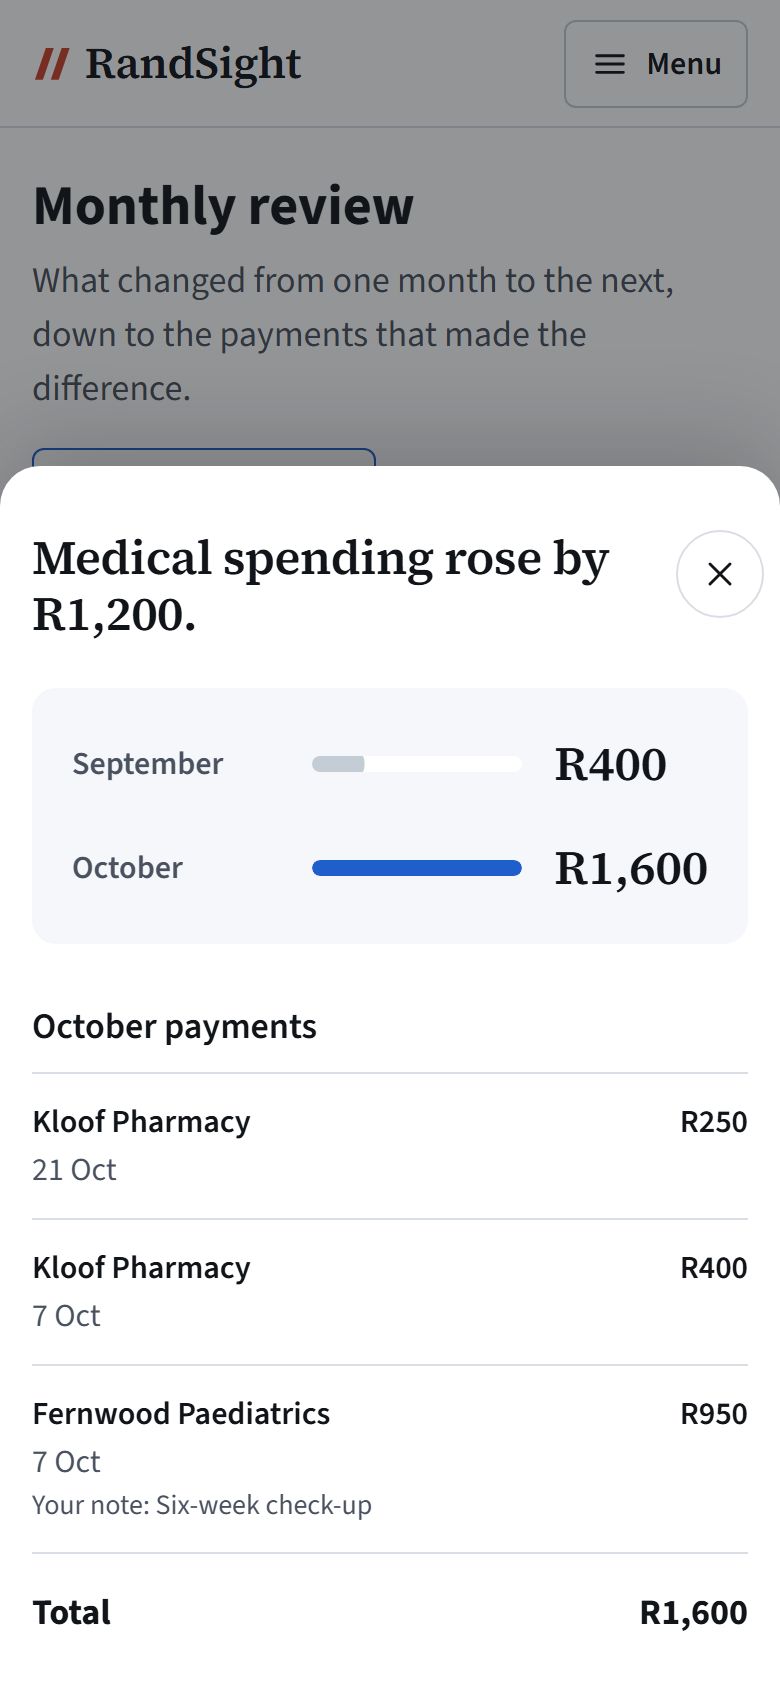 RandSight
Menu
Monthly review
What changed from one month to the next,
down to the payments that made the
difference.
Medical spending rose by
R1,200.
September R400
October R1,600
October payments
Kloof Pharmacy R250
21 Oct
Kloof Pharmacy R400
7 Oct
Fernwood Paediatrics R950
7 Oct
Your note: Six-week check-up
Total R1,600